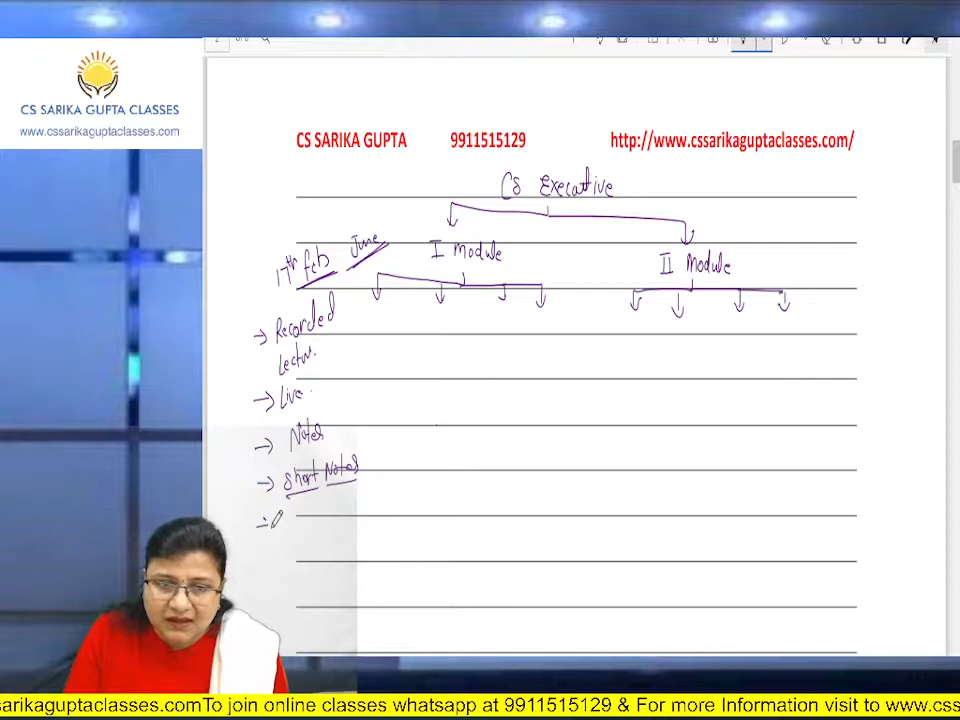 CS SARIKA GUPTA CLASSES
www.cssarikaguptaclasses.com
CS SARIKA GUPTA 9911515129 http://www.cssarikaguptaclasses.com/
CS Executive
17th feb June
I Module
II Module
→ Recorded
Lectur.
→ Live
→ Notes
→ Short Notes
sarikaguptaclasses.comTo join online classes whatsapp at 9911515129 & For more Information visit to www.css